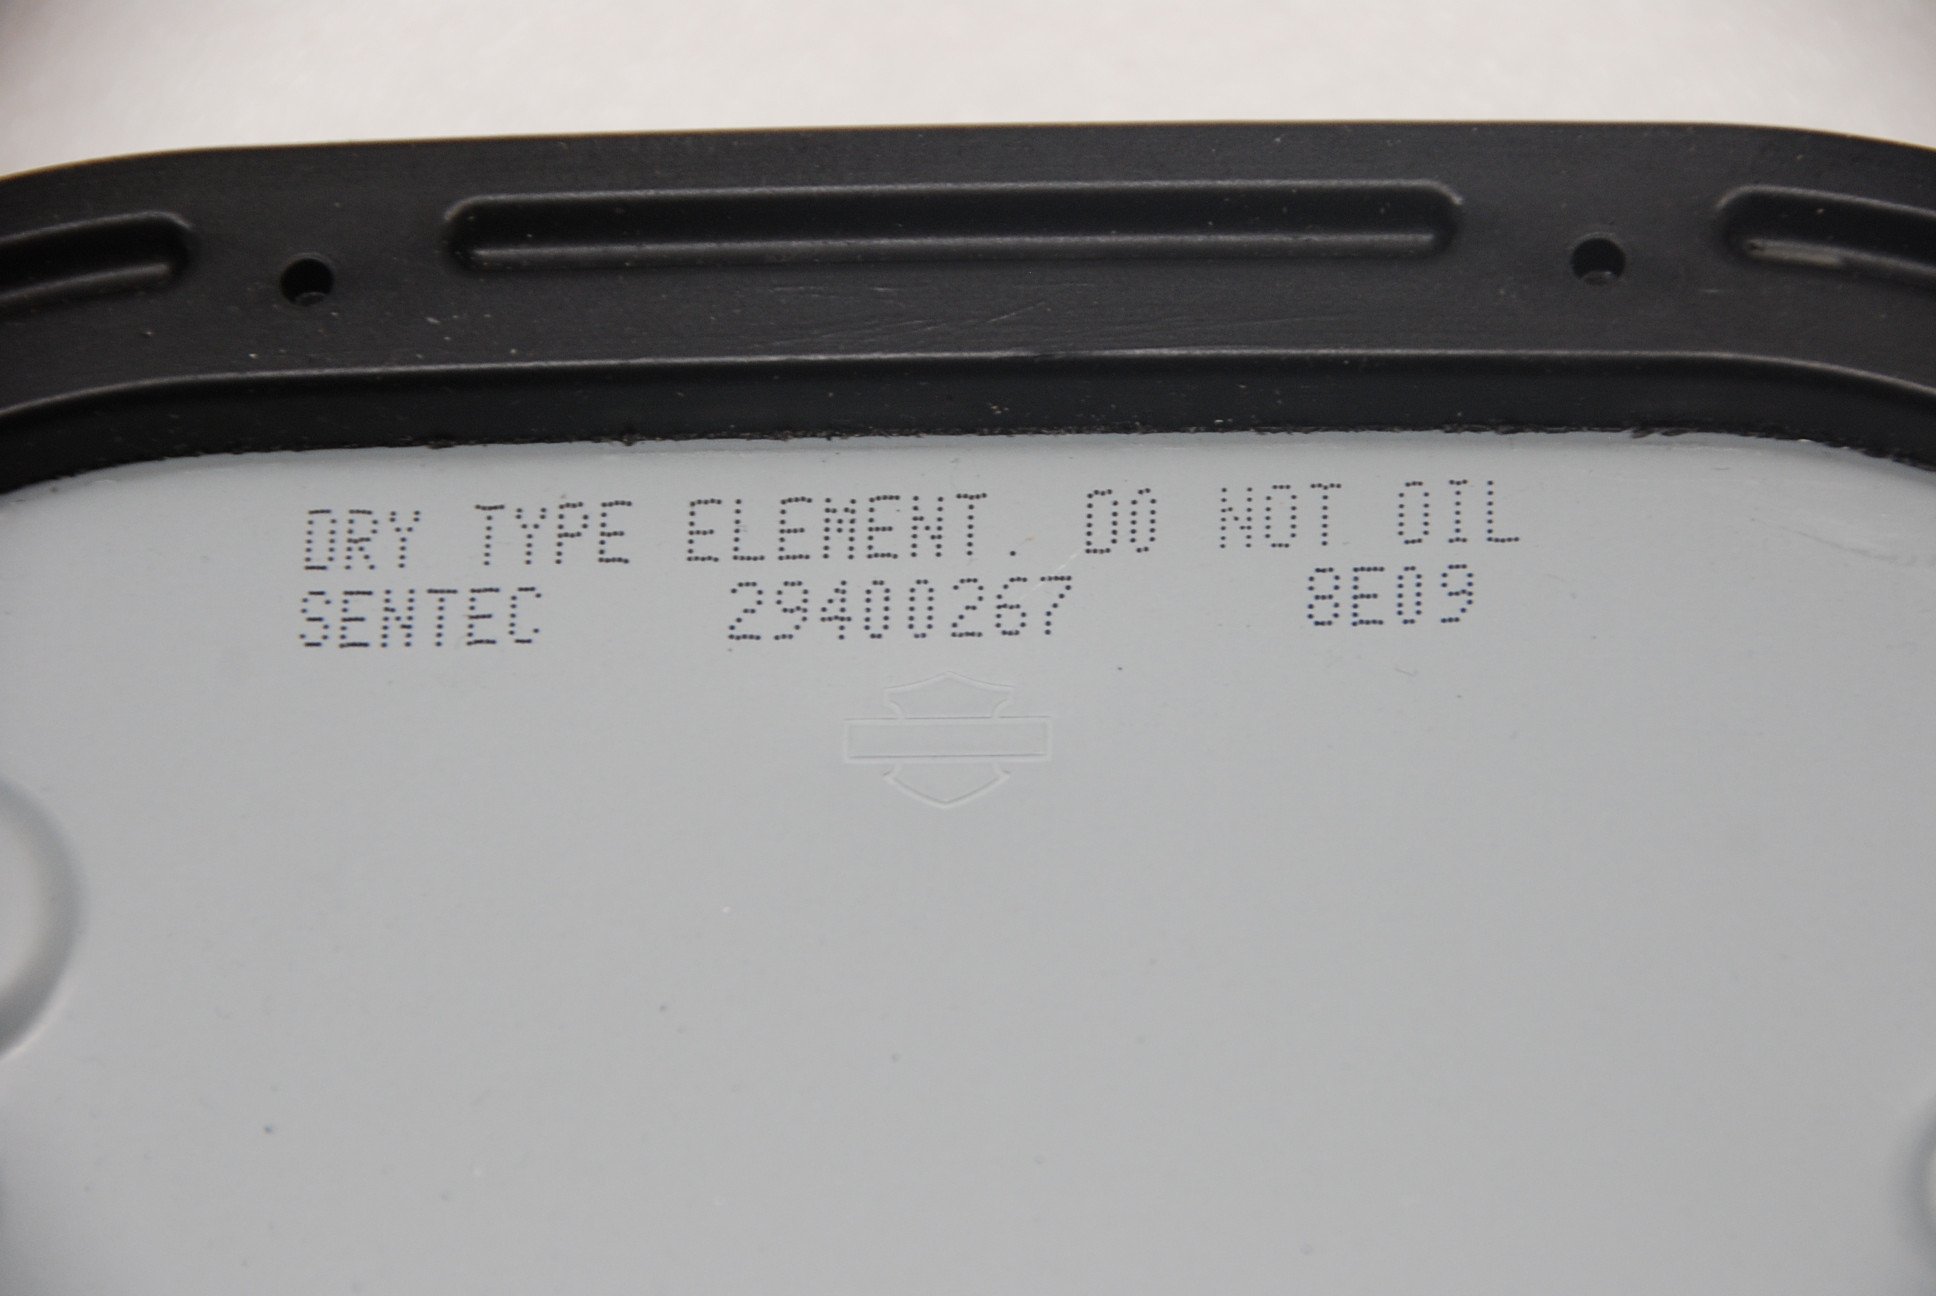 DRY TYPE ELEMENT. DO NOT OIL
SENTEC 29400267 8E09